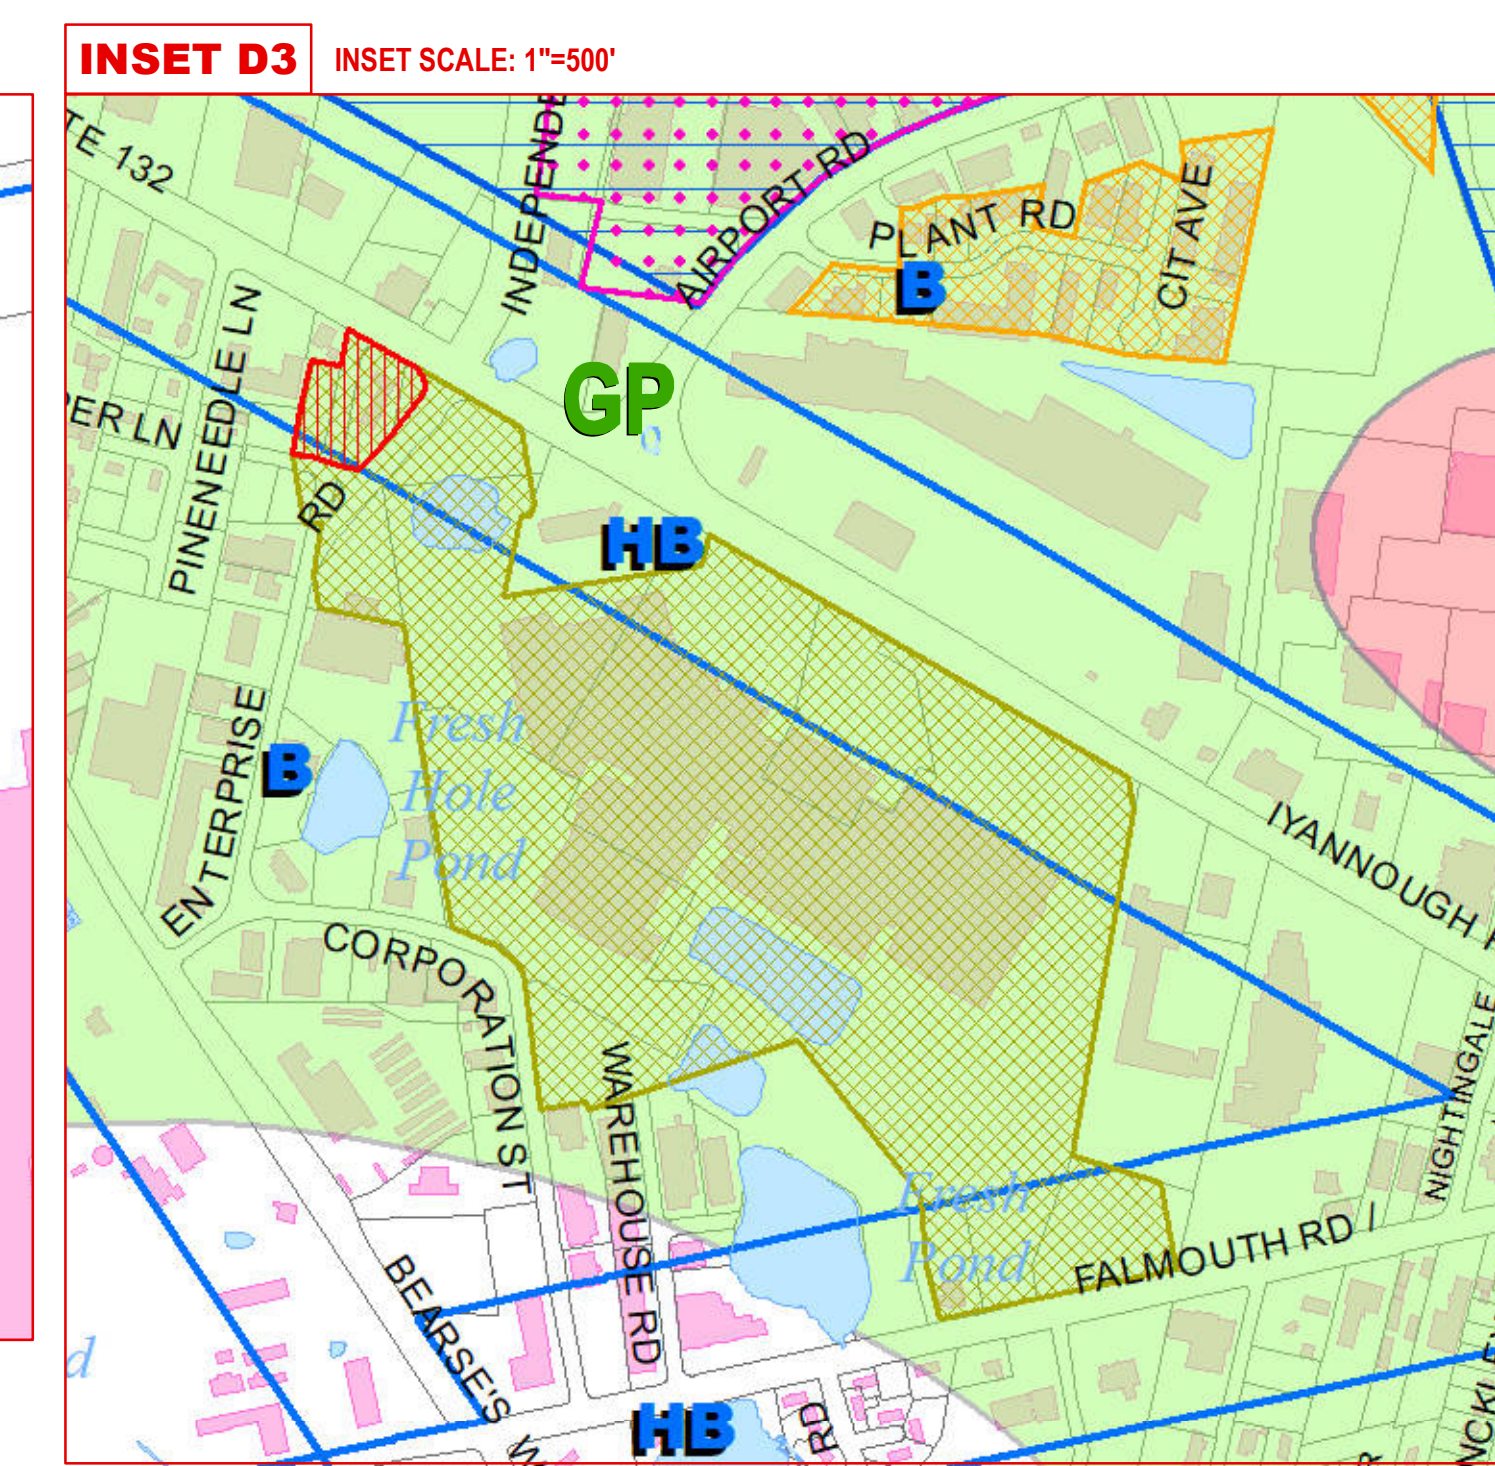 INSET D3
INSET SCALE: 1"=500'
TE 132
INDEPENDE
AIRPORT RD
PLANT RD
CIT AVE
B
PINENEEDLE LN
PER LN
GP
RD
HB
Fresh
Hole
Pond
ENTERPRISE
B
IYANNOUGH
CORPORATION ST
WAREHOUSE RD
NIGHTINGALE
Fresh
Pond
FALMOUTH RD /
BEARSE'S
d
HB
RD